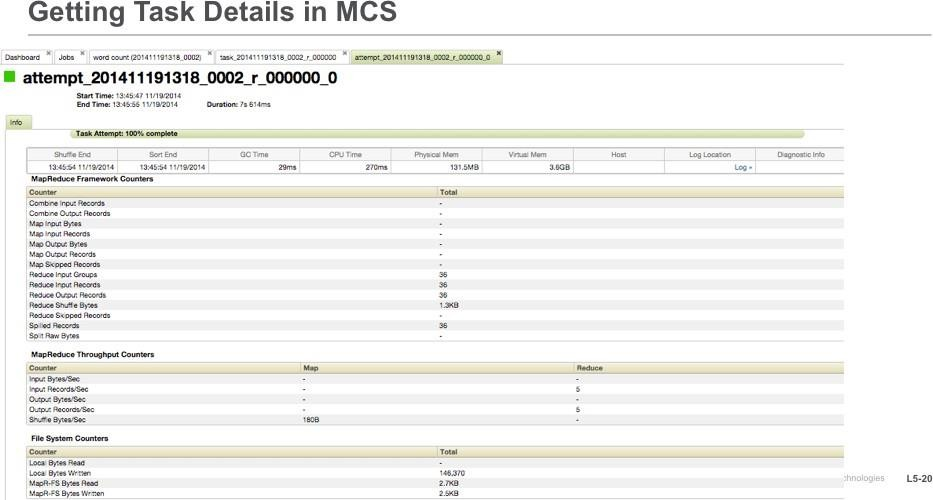 Getting Task Details in MCS
Dashboard Jobs word count (201411191318_0002) task_201411191318_0002_r_000000 attempt_201411191318_0002_r_000000_0
attempt_201411191318_0002_r_000000_0
Start Time: 13:45:47 11/19/2014
End Time: 13:45:55 11/19/2014 Duration: 7s 614ms
Info
Task Attempt: 100% complete
Shuffle End Sort End GC Time CPU Time Physical Mem Virtual Mem Host Log Location Diagnostic Info
13:45:54 11/19/2014 13:45:54 11/19/2014 29ms 270ms 131.5MB 3.6GB Log »
MapReduce Framework Counters
Counter Total
Combine Input Records -
Combine Output Records -
Map Input Bytes -
Map Input Records -
Map Output Bytes -
Map Output Records -
Map Skipped Records -
Reduce Input Groups 36
Reduce Input Records 36
Reduce Output Records 36
Reduce Shuffle Bytes 1.3KB
Reduce Skipped Records -
Spilled Records 36
Split Raw Bytes -
MapReduce Throughput Counters
Counter Map Reduce
Input Bytes/Sec - -
Input Records/Sec - 5
Output Bytes/Sec - -
Output Records/Sec - 5
Shuffle Bytes/Sec 180B -
File System Counters
Counter Total
Local Bytes Read -
Local Bytes Written 146,370
MapR-FS Bytes Read 2.7KB
MapR-FS Bytes Written 2.5KB
chnologies L5-20